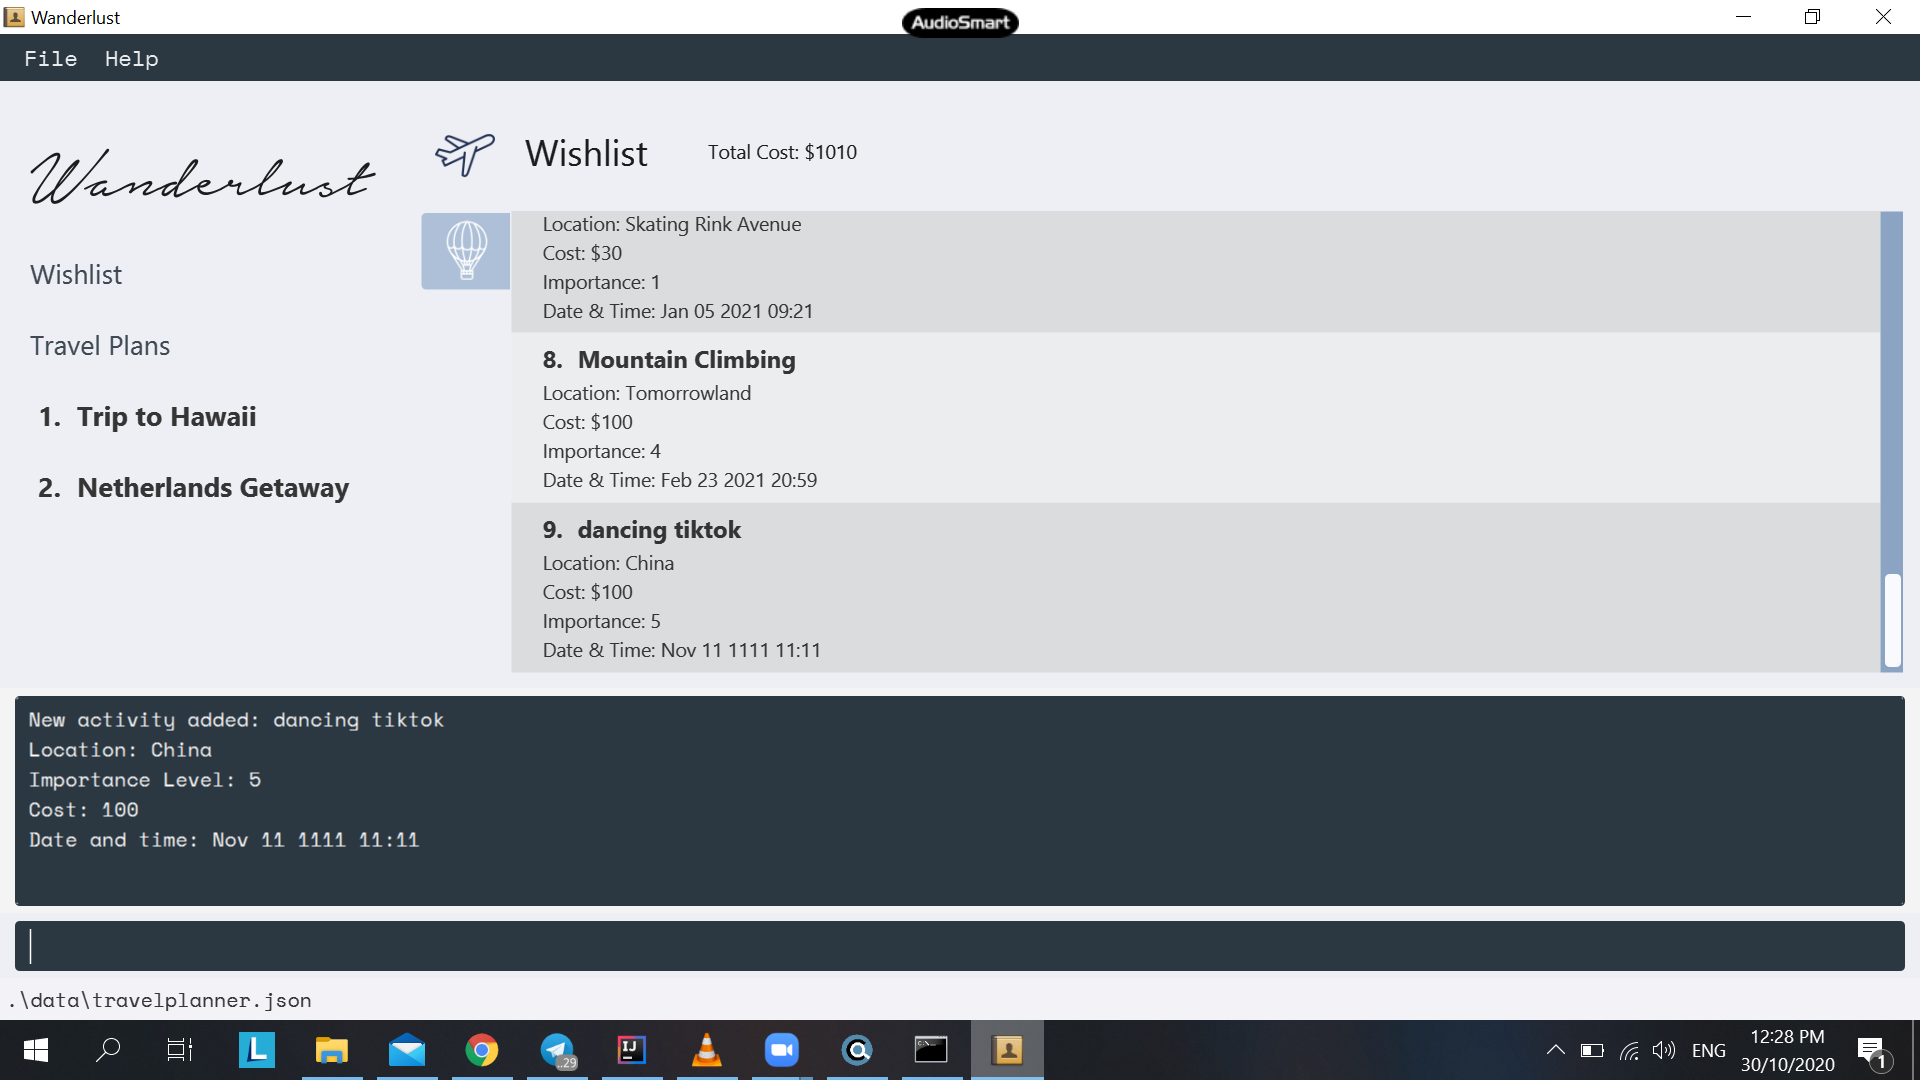 Wanderlust
AudioSmart
File Help
Wanderlust
Wishlist
Travel Plans
1. Trip to Hawaii
2. Netherlands Getaway
Wishlist Total Cost: $1010
Location: Skating Rink Avenue
Cost: $30
Importance: 1
Date & Time: Jan 05 2021 09:21
8. Mountain Climbing
Location: Tomorrowland
Cost: $100
Importance: 4
Date & Time: Feb 23 2021 20:59
9. dancing tiktok
Location: China
Cost: $100
Importance: 5
Date & Time: Nov 11 1111 11:11
New activity added: dancing tiktok
Location: China
Importance Level: 5
Cost: 100
Date and time: Nov 11 1111 11:11
.\data\travelplanner.json
L
..29
IJ
C:\.
ENG
12:28 PM
30/10/2020
1